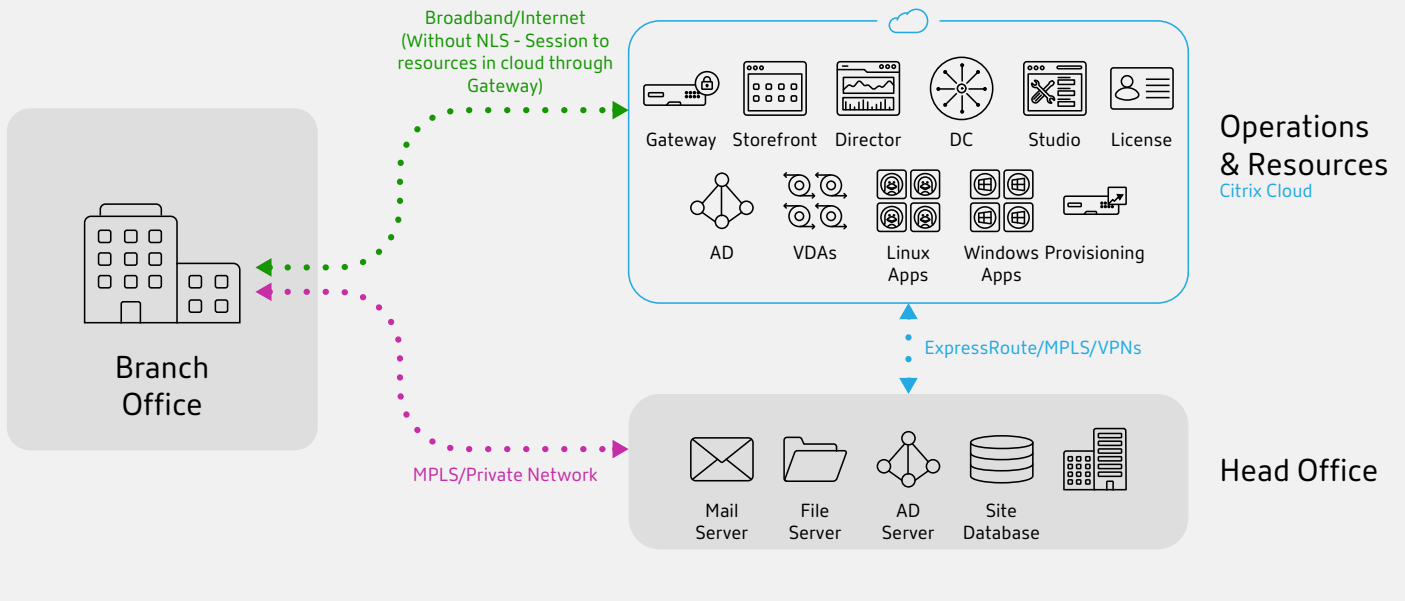 Broadband/Internet
(Without NLS - Session to
resources in cloud through
Gateway)
Gateway
Storefront
Director
DC
Studio
License
AD
VDAs
Linux
Apps
Windows
Apps
Provisioning
Operations
& Resources
Citrix Cloud
ExpressRoute/MPLS/VPNs
Branch
Office
MPLS/Private Network
Mail
Server
File
Server
AD
Server
Site
Database
Head Office